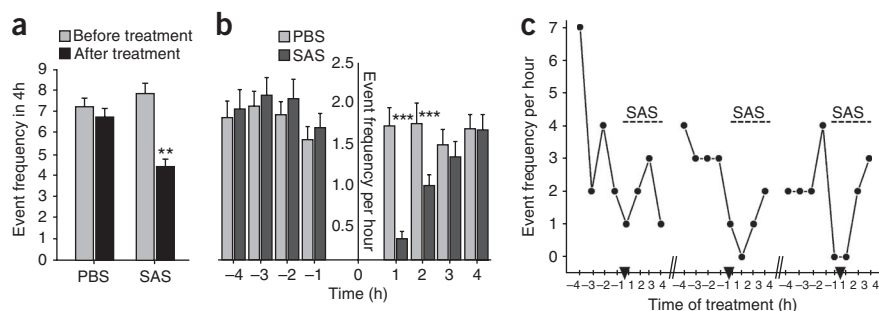 a
Before treatment
After treatment
Event frequency in 4h
9
8
7
6
5
4
3
2
1
0
**
PBS SAS
b
PBS
SAS
2.5
2.0
1.5
1.0
0.5
Event frequency per hour
*** ***
–4 –3 –2 –1 0 1 2 3 4
Time (h)
c
Event frequency per hour
7
6
5
4
3
2
1
0
SAS SAS SAS
–4 –3 –2 –1 1 2 3 4 –4 –3 –2 –1 1 2 3 4 –4 –3 –2 –1 1 2 3 4
Time of treatment (h)